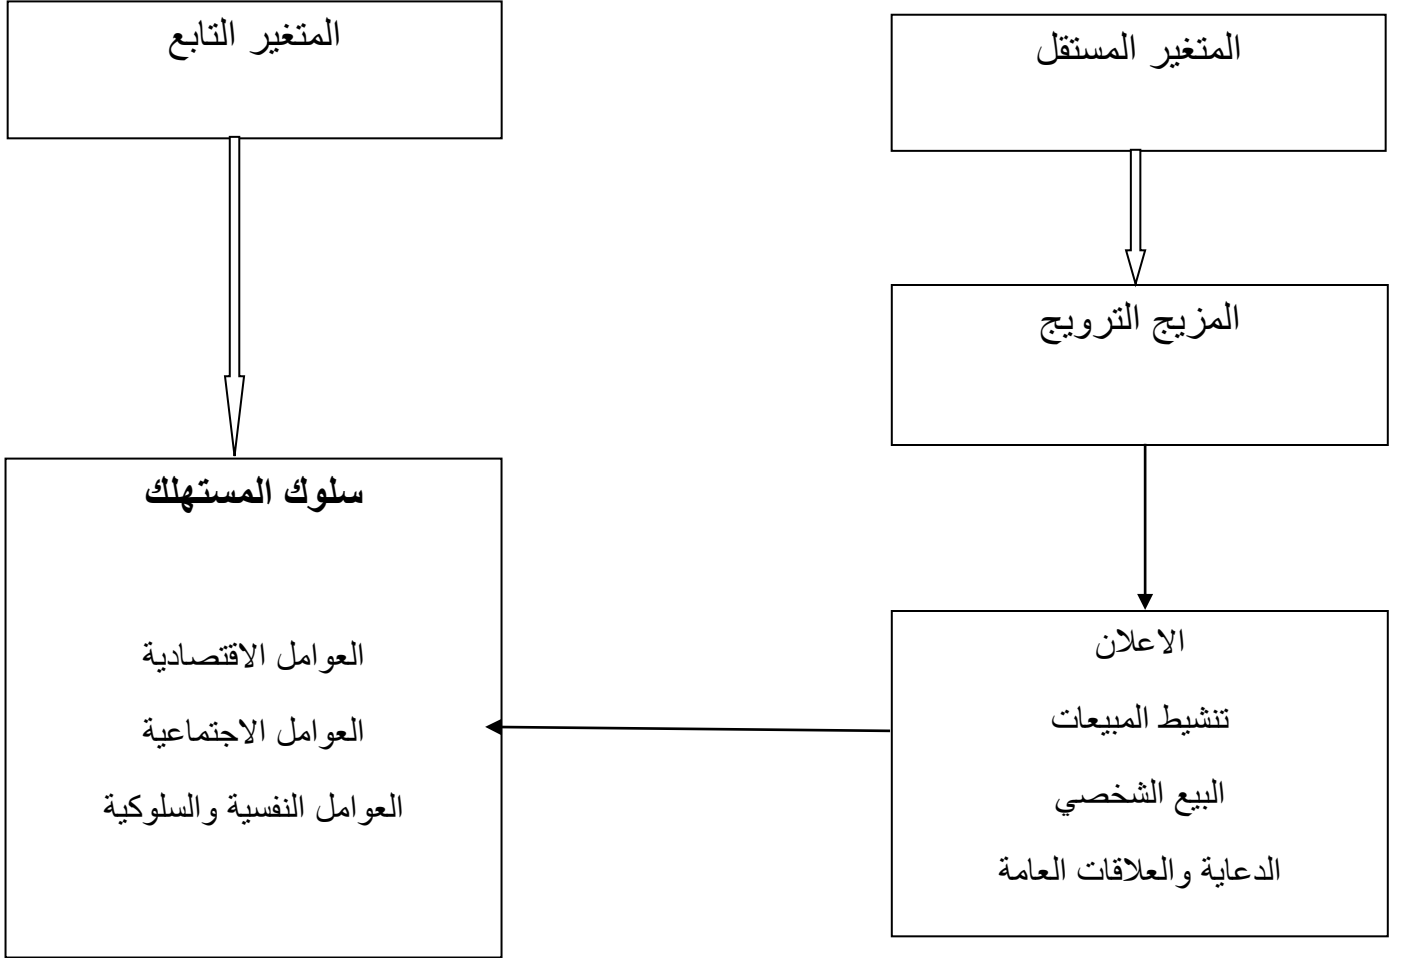 المتغير المستقل
المتغير التابع
المزيج الترويج
سلوك المستهلك
العوامل الاقتصادية
العوامل الاجتماعية
العوامل النفسية والسلوكية
الاعلان
تنشيط المبيعات
البيع الشخصي
الدعاية والعلاقات العامة